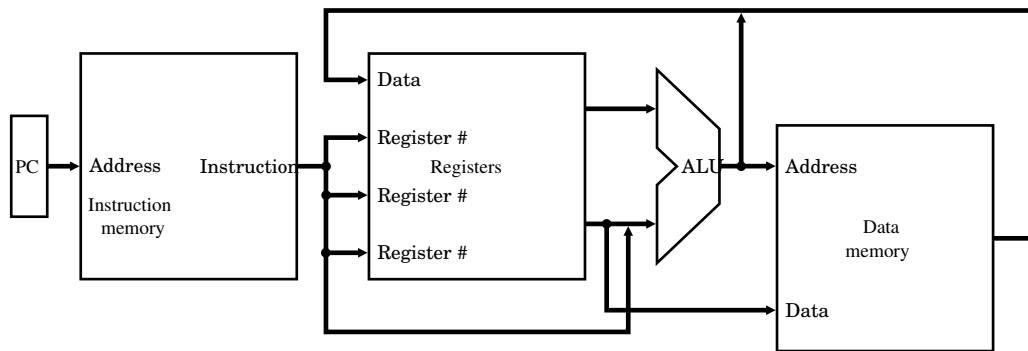 Data
Register #
PC
Address
Instruction
Registers
ALU
Address
Instruction
memory
Register #
Data
memory
Register #
Data